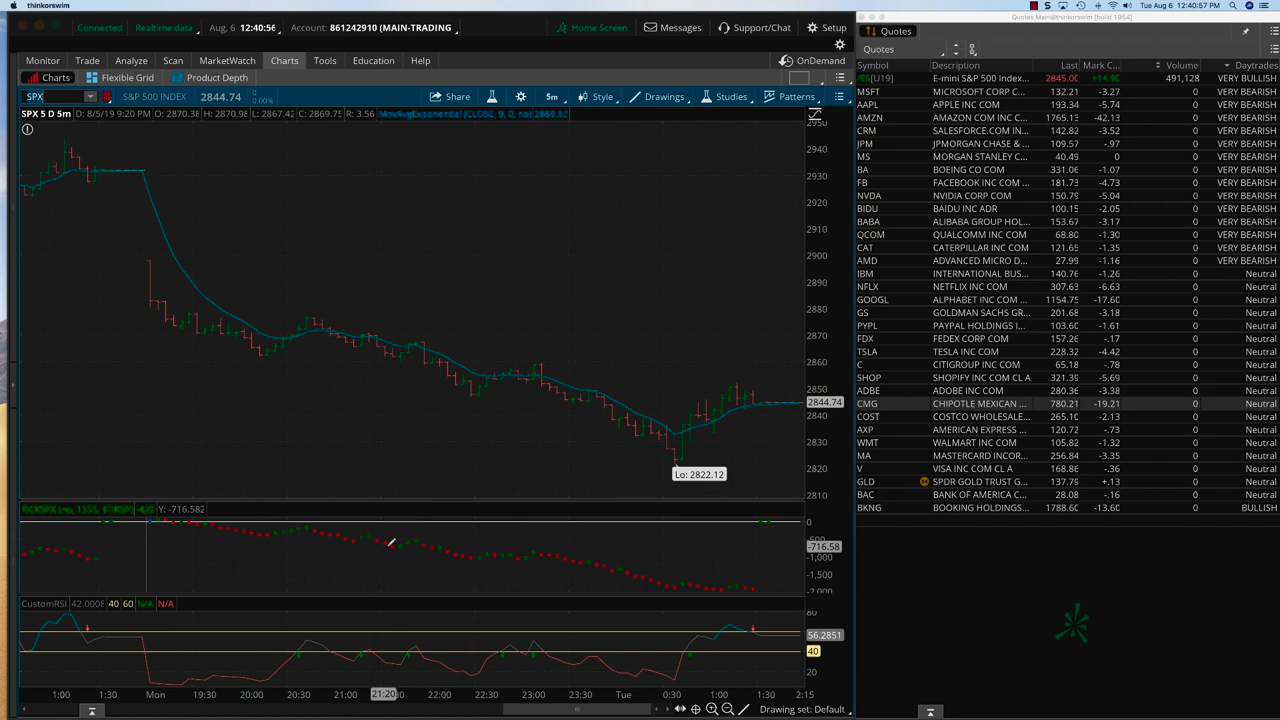 thinkorswim
Tue Aug 6 12:40:57 PM
Connected
Realtime data
Aug, 6 12:40:56
Account: 861242910 (MAIN-TRADING
Home Screen
Messages
Support/Chat
Setup
Monitor Trade Analyze Scan MarketWatch Charts Tools Education Help
OnDemand
Charts Flexible Grid Product Depth
SPX
S&P 500 INDEX 2844.74 0.00%
Share 5m Style Drawings Studies Patterns
SPX 5 D 5m D: 8/5/19 9:20 PM O: 2870.38 H: 2870.98 L: 2867.42 C: 2869.75 R: 3.56
2950
2940
2930
2920
2910
2900
2890
2880
2870
2860
2850
2844.74
2840
2830
2820
2810
Lo: 2822.12
Y: -716.582
0
-716.58
-1,000
-1,500
-2,000
CustomRSI 42.0008 40 60 N/A N/A
80
56.2851
40
20
1:00 1:30 Mon 19:30 20:00 20:30 21:00 21:20 22:00 22:30 23:00 23:30 Tue 0:30 1:00 1:30 2:15
Drawing set: Default
Quotes Main@thinkorswim [build 1954]
Quotes
Quotes
Symbol Description Last Mark C... Volume Daytrades
/ES[U19] E-mini S&P 500 Index... 2845.00 +14.90 491,128 VERY BULLISH
MSFT MICROSOFT CORP C... 132.21 -3.27 0 VERY BEARISH
AAPL APPLE INC COM 193.34 -5.74 0 VERY BEARISH
AMZN AMAZON COM INC C... 1765.13 -42.13 0 VERY BEARISH
CRM SALESFORCE.COM IN... 142.82 -3.52 0 VERY BEARISH
JPM JPMORGAN CHASE & ... 109.57 -.97 0 VERY BEARISH
MS MORGAN STANLEY C... 40.49 0 0 VERY BEARISH
BA BOEING CO COM 331.06 -1.07 0 VERY BEARISH
FB FACEBOOK INC COM ... 181.73 -4.73 0 VERY BEARISH
NVDA NVIDIA CORP COM 150.79 -5.04 0 VERY BEARISH
BIDU BAIDU INC ADR 100.15 -2.05 0 VERY BEARISH
BABA ALIBABA GROUP HOL... 153.67 -3.17 0 VERY BEARISH
QCOM QUALCOMM INC COM 68.80 -1.30 0 VERY BEARISH
CAT CATERPILLAR INC COM 121.65 -1.35 0 VERY BEARISH
AMD ADVANCED MICRO D... 27.99 -1.16 0 VERY BEARISH
IBM INTERNATIONAL BUS... 140.76 -1.26 0 Neutral
NFLX NETFLIX INC COM 307.63 -6.63 0 Neutral
GOOGL ALPHABET INC COM ... 1154.75 -17.60 0 Neutral
GS GOLDMAN SACHS GR... 201.68 -3.18 0 Neutral
PYPL PAYPAL HOLDINGS I... 103.60 -1.61 0 Neutral
FDX FEDEX CORP COM 157.26 -.17 0 Neutral
TSLA TESLA INC COM 228.32 -4.42 0 Neutral
C CITIGROUP INC COM 65.18 -.78 0 Neutral
SHOP SHOPIFY INC COM CL A 321.39 -5.69 0 Neutral
ADBE ADOBE INC COM 280.36 -3.38 0 Neutral
CMG CHIPOTLE MEXICAN ... 780.21 -19.21 0 Neutral
COST COSTCO WHOLESALE... 265.10 -2.13 0 Neutral
AXP AMERICAN EXPRESS ... 120.72 -.73 0 Neutral
WMT WALMART INC COM 105.82 -1.32 0 Neutral
MA MASTERCARD INCOR... 256.84 -3.35 0 Neutral
V VISA INC COM CL A 168.86 -.36 0 Neutral
GLD SPDR GOLD TRUST G... 137.79 +.13 0 Neutral
BAC BANK OF AMERICA C... 28.08 -.16 0 Neutral
BKNG BOOKING HOLDINGS... 1788.60 -13.60 0 BULLISH